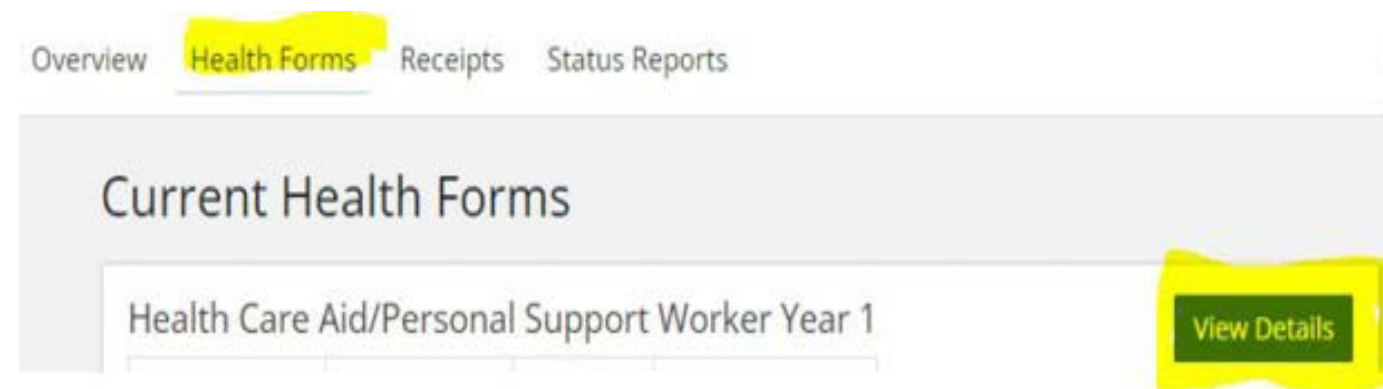 Overview Health Forms Receipts Status Reports
Current Health Forms
Health Care Aid/Personal Support Worker Year 1
View Details